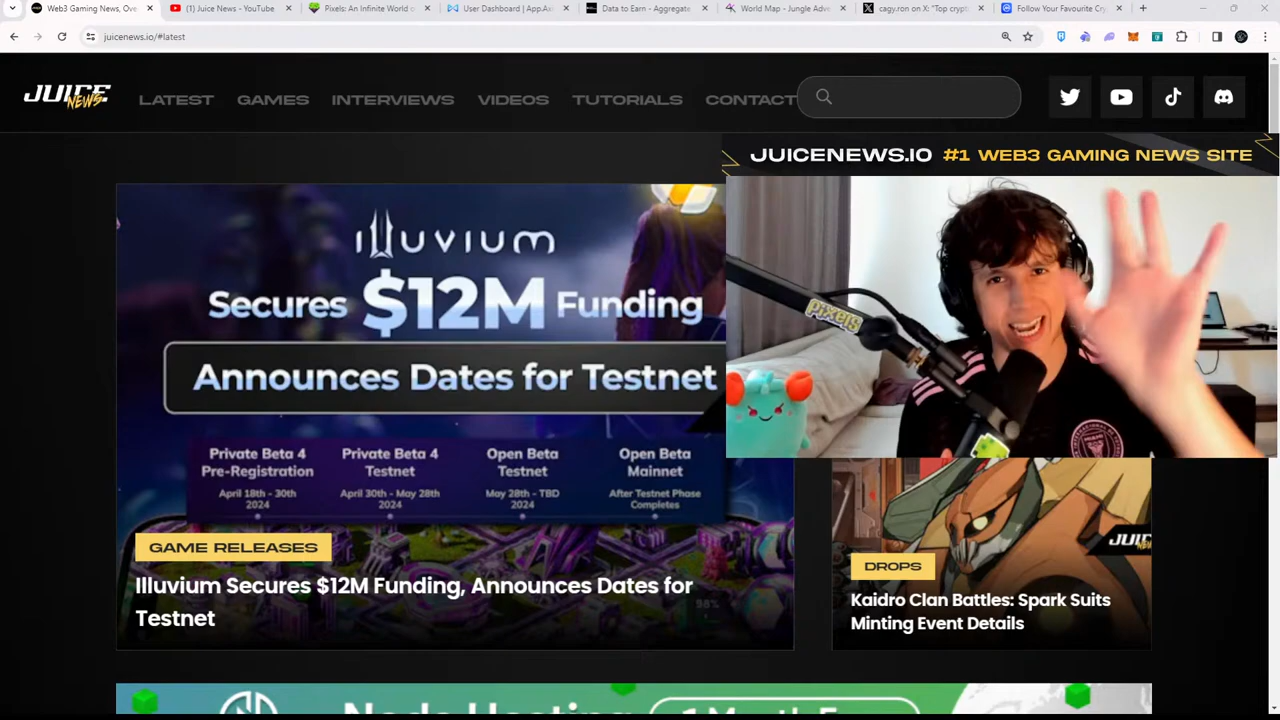 Web3 Gaming News, Ove
(1) Juice News - YouTube
Pixels: An Infinite World o
User Dashboard | App.Axi
Data to Earn - Aggregate
World Map - Jungle Adve
cagy.ron on X: "Top crypt
Follow Your Favourite Cry
juicenews.io/#latest
JUICE NEWS
LATEST GAMES INTERVIEWS VIDEOS TUTORIALS CONTACT
JUICENEWS.IO #1 WEB3 GAMING NEWS SITE
ILLUVIUM
Secures $12M Funding
Announces Dates for Testnet
Private Beta 4 Pre-Registration
April 18th - 30th 2024
Private Beta 4 Testnet
April 30th - May 28th 2024
Open Beta Testnet
May 28th - TBD 2024
Open Beta Mainnet
After Testnet Phase Completes
PixelS
GAME RELEASES
Illuvium Secures $12M Funding, Announces Dates for
Testnet
DROPS
Kaidro Clan Battles: Spark Suits
Minting Event Details
Node Hosting